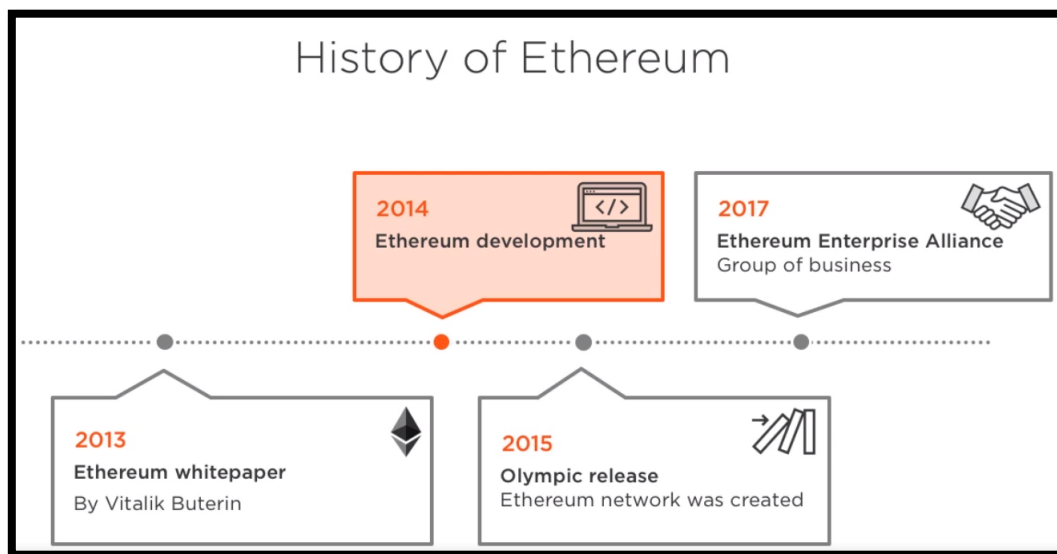 History of Ethereum
2014
Ethereum development
</>
2017
Ethereum Enterprise Alliance
Group of business
2013
Ethereum whitepaper
By Vitalik Buterin
2015
Olympic release
Ethereum network was created